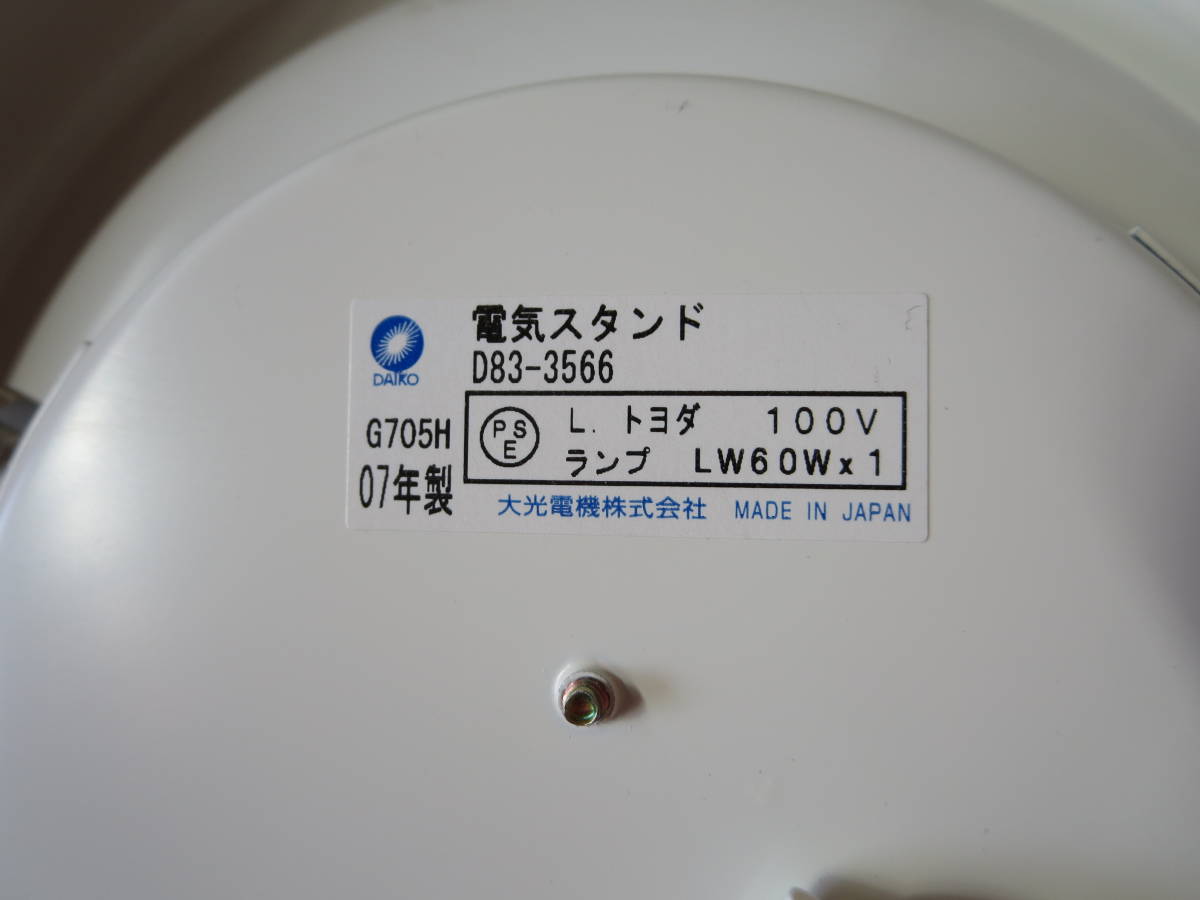 電気スタンド
DAIKO
D83-3566
G705H
PSE
L. トヨダ 100V
ランプ LW60Wx1
07年製
大光電機株式会社 MADE IN JAPAN